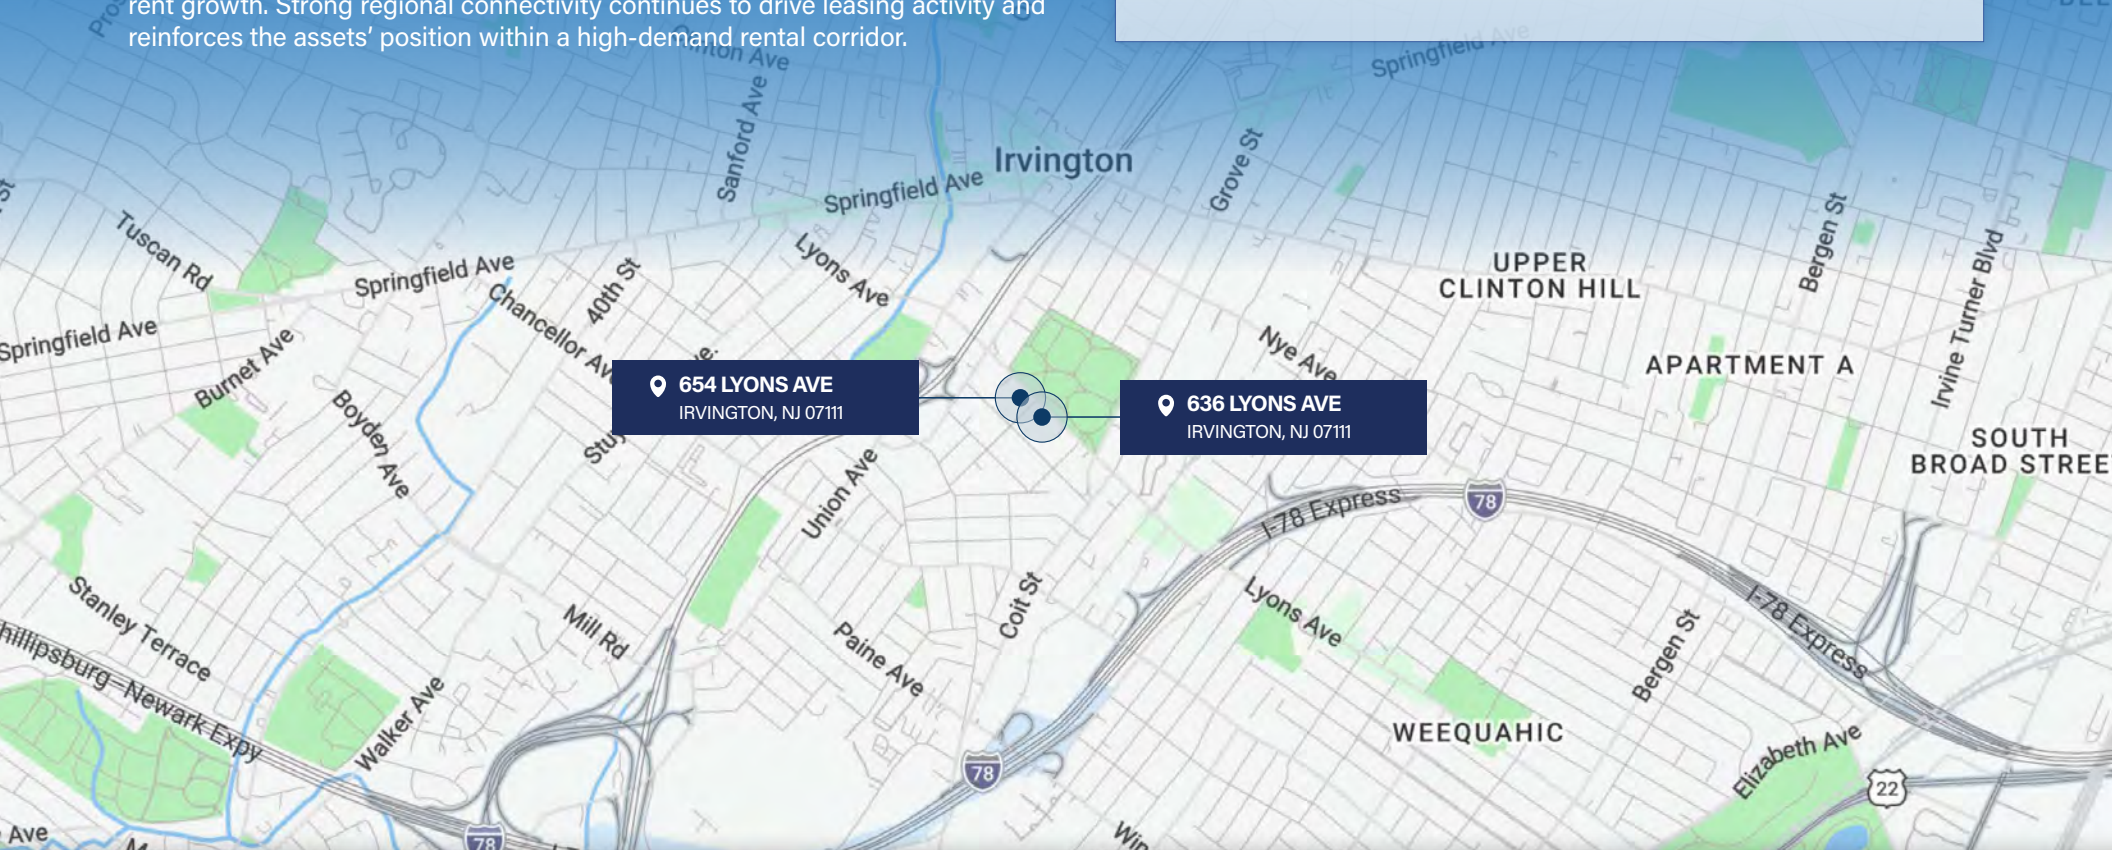 rent growth. Strong regional connectivity continues to drive leasing activity and
reinforces the assets' position within a high-demand rental corridor.
Clinton Ave
Springfield Ave
Sanford Ave
Irvington
Grove St
Springfield Ave
Bergen St
Tuscan Rd
Lyons Ave
Irvine Turner Blvd
Springfield Ave
40th St
UPPER
CLINTON HILL
Chancellor Av
Springfield Ave
Burnet Ave
Nye Ave
APARTMENT A
654 LYONS AVE
IRVINGTON, NJ 07111
636 LYONS AVE
IRVINGTON, NJ 07111
Boyden Ave
Union Ave
SOUTH
BROAD STREE
I-78 Express
78
Stanley Terrace
Mill Rd
Coit St
Lyons Ave
I-78 Express
Paine Ave
Bergen St
hillipsburg–Newark Expy
Walker Ave
WEEQUAHIC
Elizabeth Ave
78
22
Ave
78